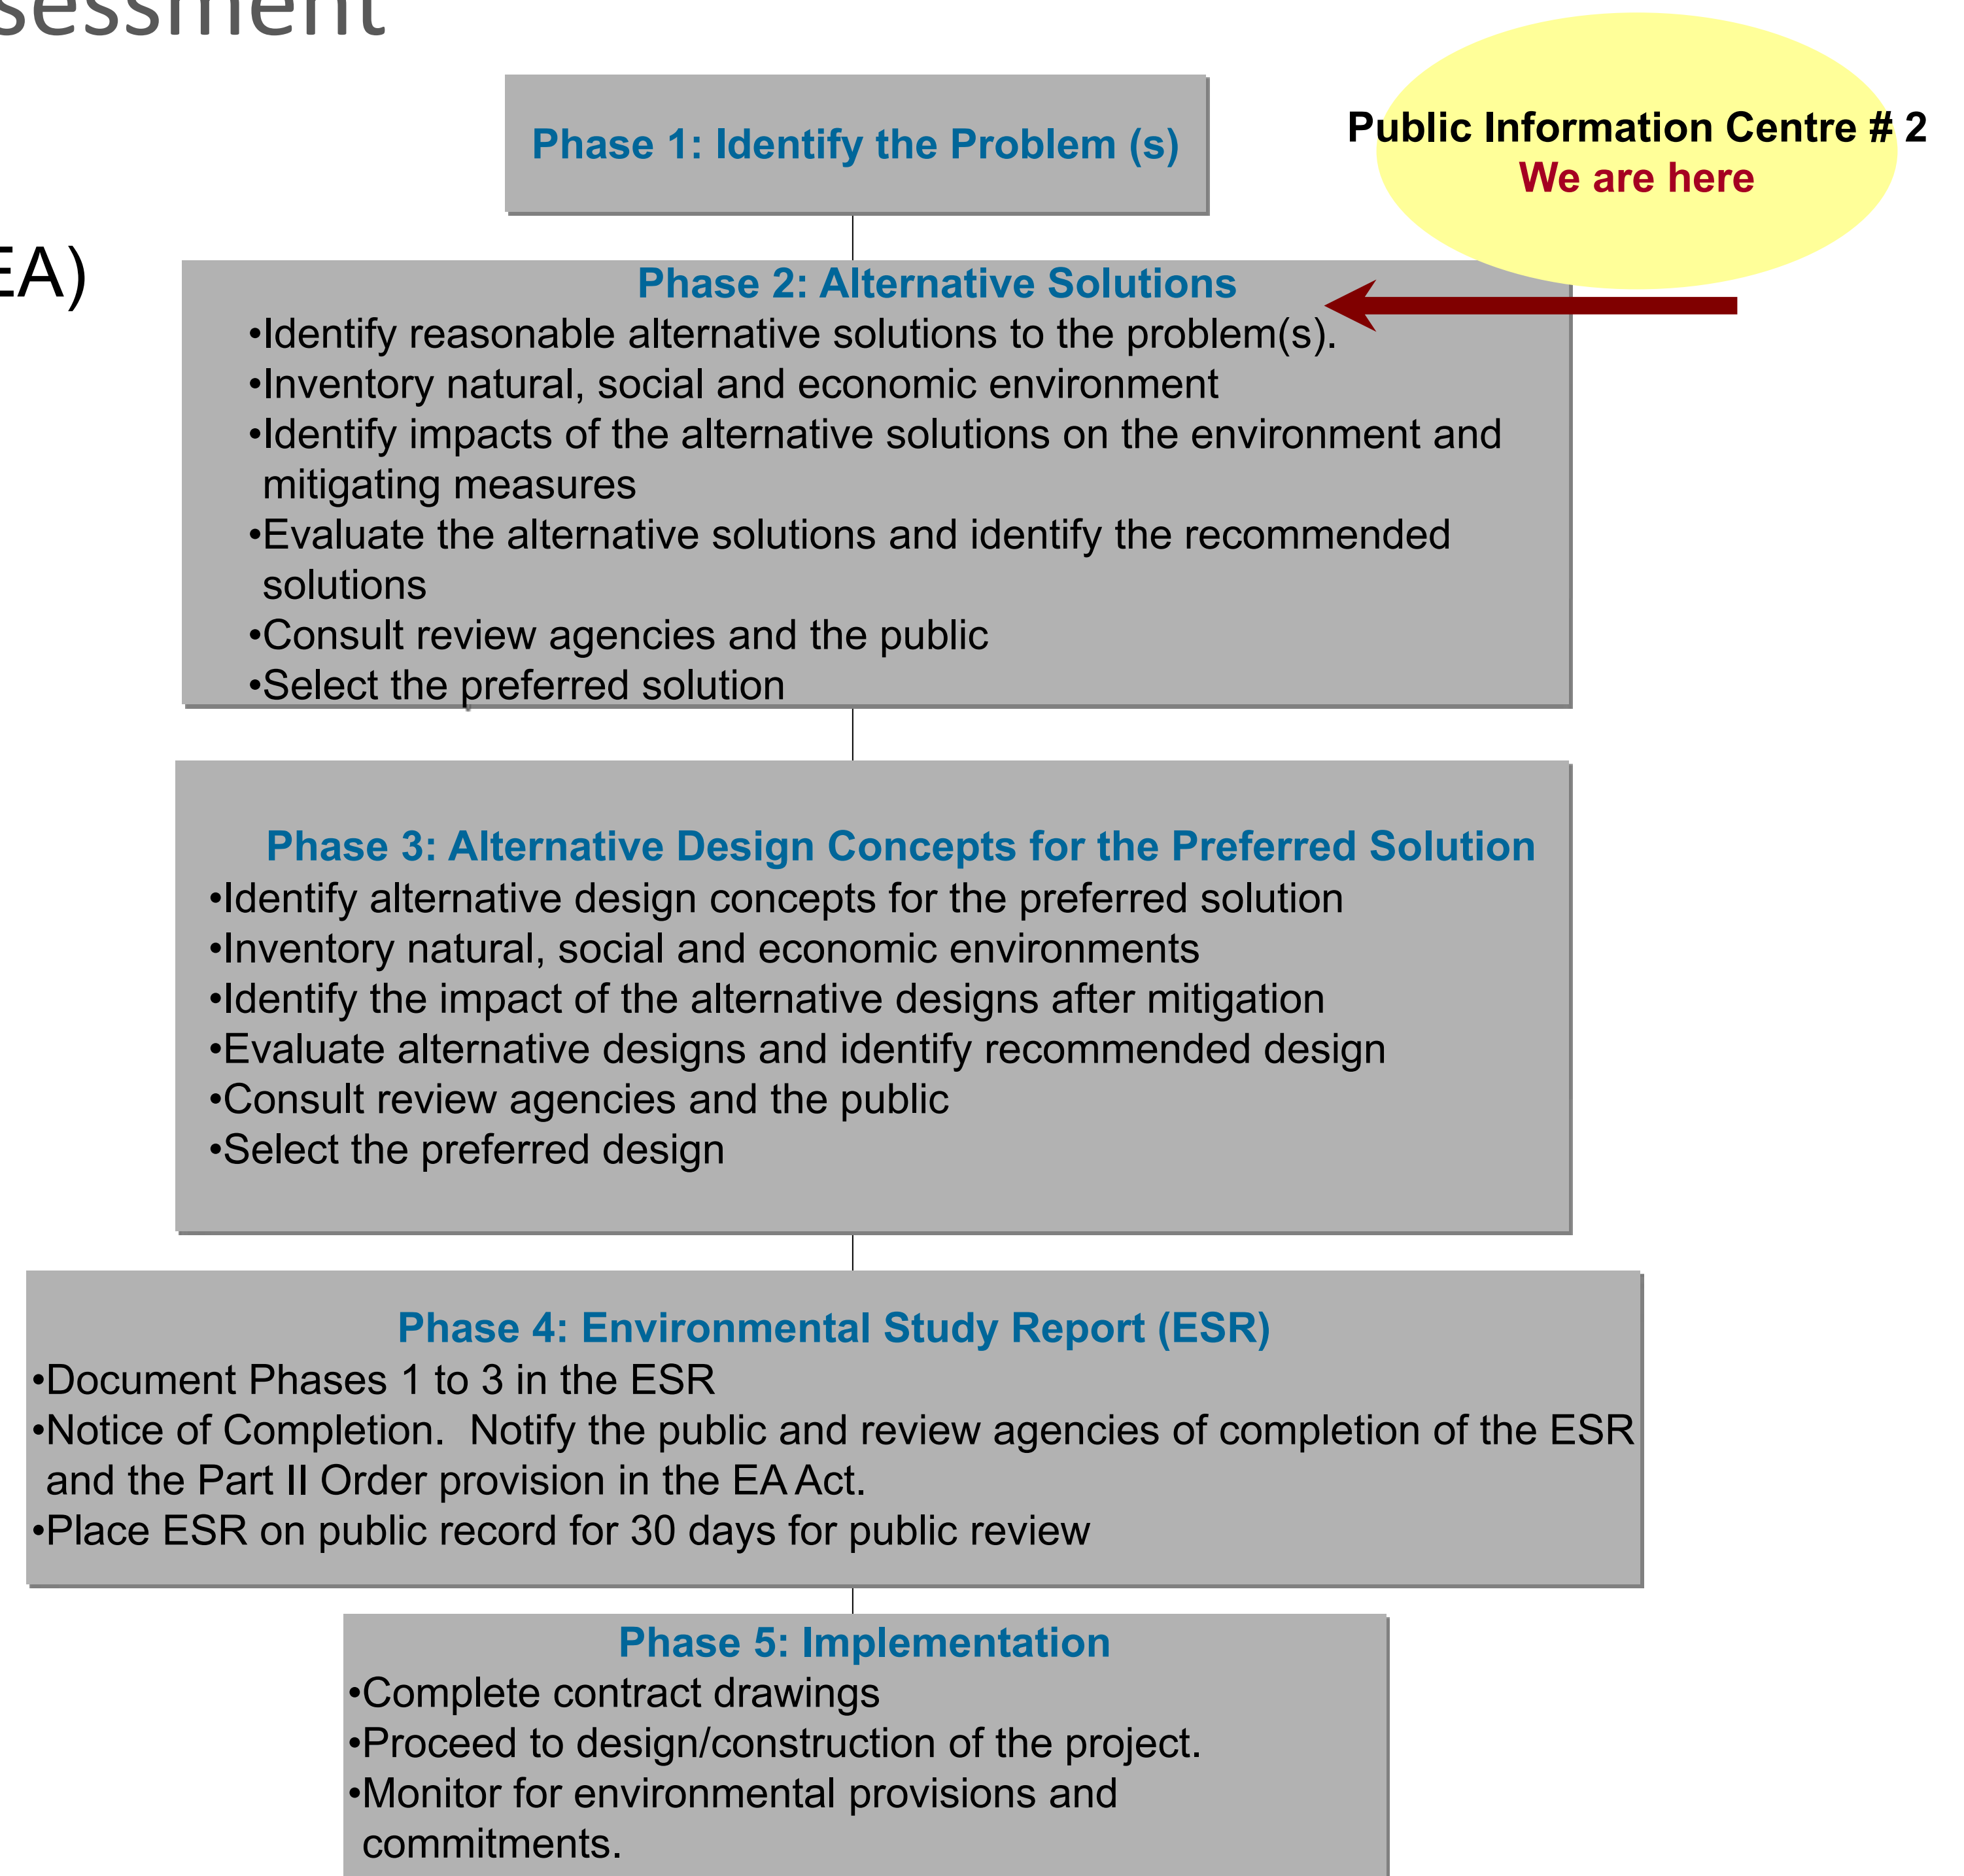 sessment
Phase 1: Identify the Problem (s)
Public Information Centre # 2
We are here
EA)
Phase 2: Alternative Solutions
•Identify reasonable alternative solutions to the problem(s).
•Inventory natural, social and economic environment
•Identify impacts of the alternative solutions on the environment and
mitigating measures
•Evaluate the alternative solutions and identify the recommended
solutions
•Consult review agencies and the public
•Select the preferred solution
Phase 3: Alternative Design Concepts for the Preferred Solution
•Identify alternative design concepts for the preferred solution
•Inventory natural, social and economic environments
•Identify the impact of the alternative designs after mitigation
•Evaluate alternative designs and identify recommended design
•Consult review agencies and the public
•Select the preferred design
Phase 4: Environmental Study Report (ESR)
•Document Phases 1 to 3 in the ESR
•Notice of Completion.  Notify the public and review agencies of completion of the ESR
and the Part II Order provision in the EA Act.
•Place ESR on public record for 30 days for public review
Phase 5: Implementation
•Complete contract drawings
•Proceed to design/construction of the project.
•Monitor for environmental provisions and
commitments.